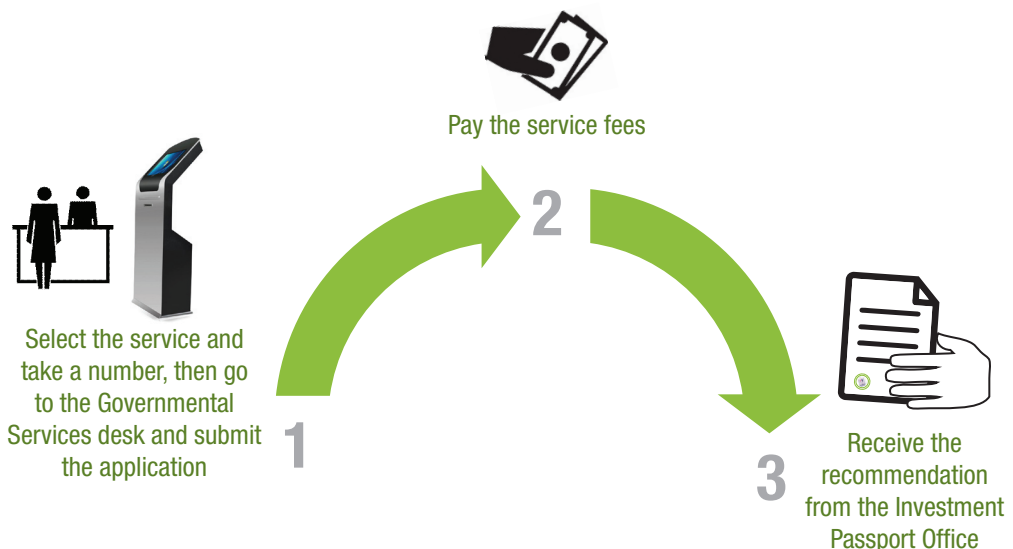 Pay the service fees
2
Select the service and
take a number, then go
to the Governmental
Services desk and submit
the application
1
3
Receive the
recommendation
from the Investment
Passport Office